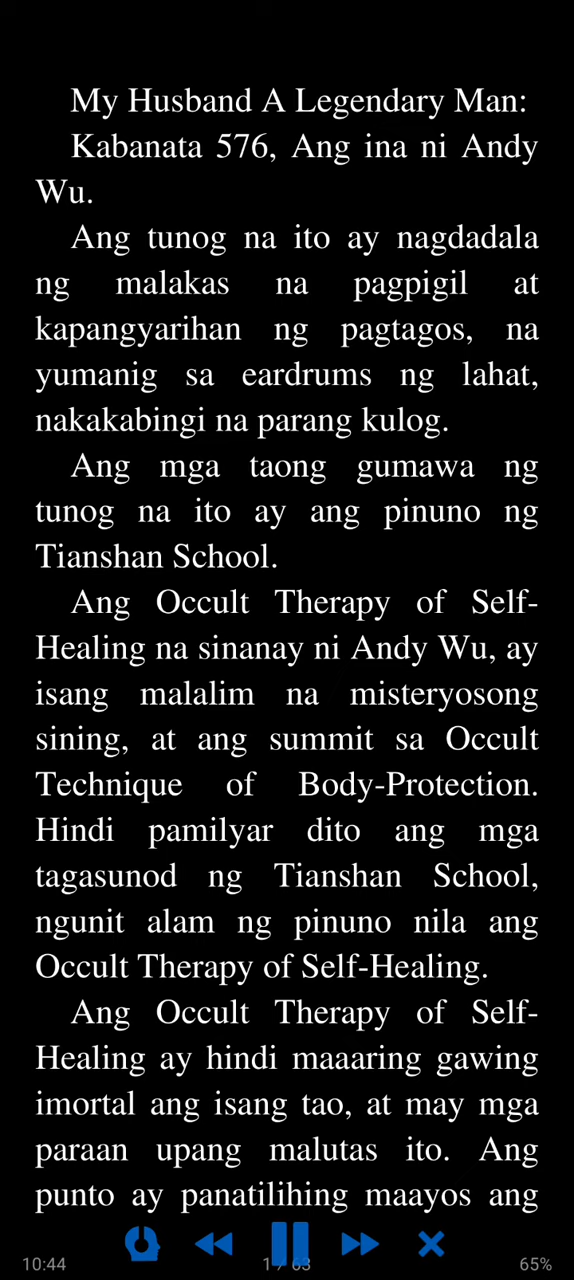 My Husband A Legendary Man:
Kabanata 576, Ang ina ni Andy
Wu.
Ang tunog na ito ay nagdadala
ng malakas na pagpigil at
kapangyarihan ng pagtagos, na
yumanig sa eardrums ng lahat,
nakakabingi na parang kulog.
Ang mga taong gumawa ng
tunog na ito ay ang pinuno ng
Tianshan School.
Ang Occult Therapy of Self-
Healing na sinanay ni Andy Wu, ay
isang malalim na misteryosong
sining, at ang summit sa Occult
Technique of Body-Protection.
Hindi pamilyar dito ang mga
tagasunod ng Tianshan School,
ngunit alam ng pinuno nila ang
Occult Therapy of Self-Healing.
Ang Occult Therapy of Self-
Healing ay hindi maaaring gawing
imortal ang isang tao, at may mga
paraan upang malutas ito. Ang
punto ay panatilihing maayos ang
10:44 1 / 63 65%